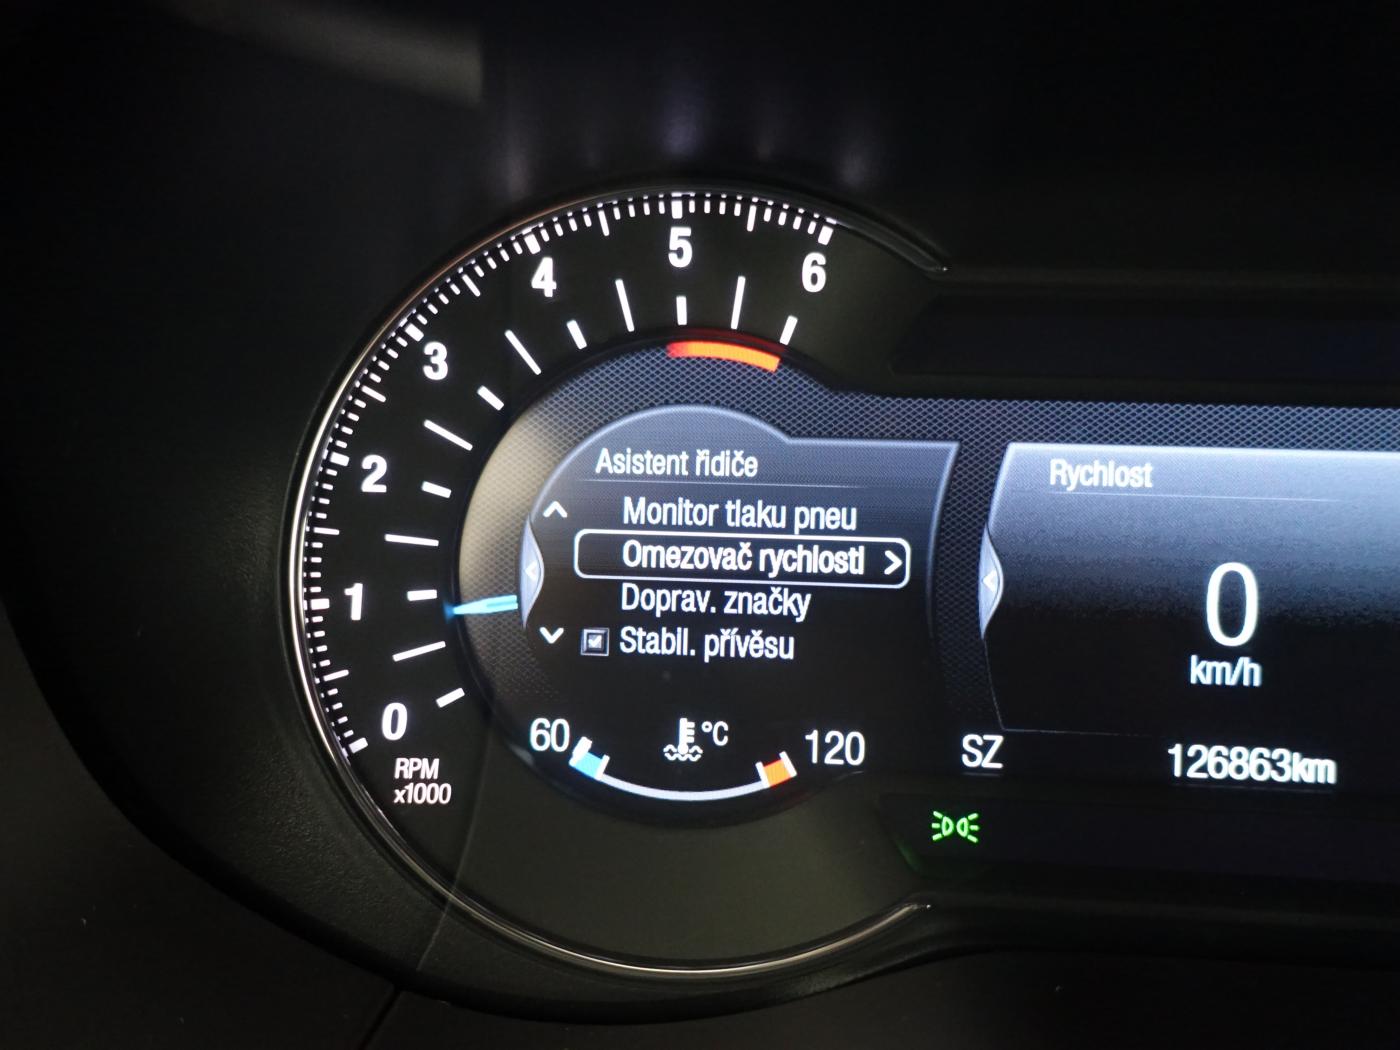 0
1
2
3
4
5
6
RPM
x1000
Asistent řidiče
Monitor tlaku pneu
Omezovač rychlosti
Doprav. značky
Stabil. přívěsu
60
°C
120
Rychlost
0
km/h
SZ
126863km